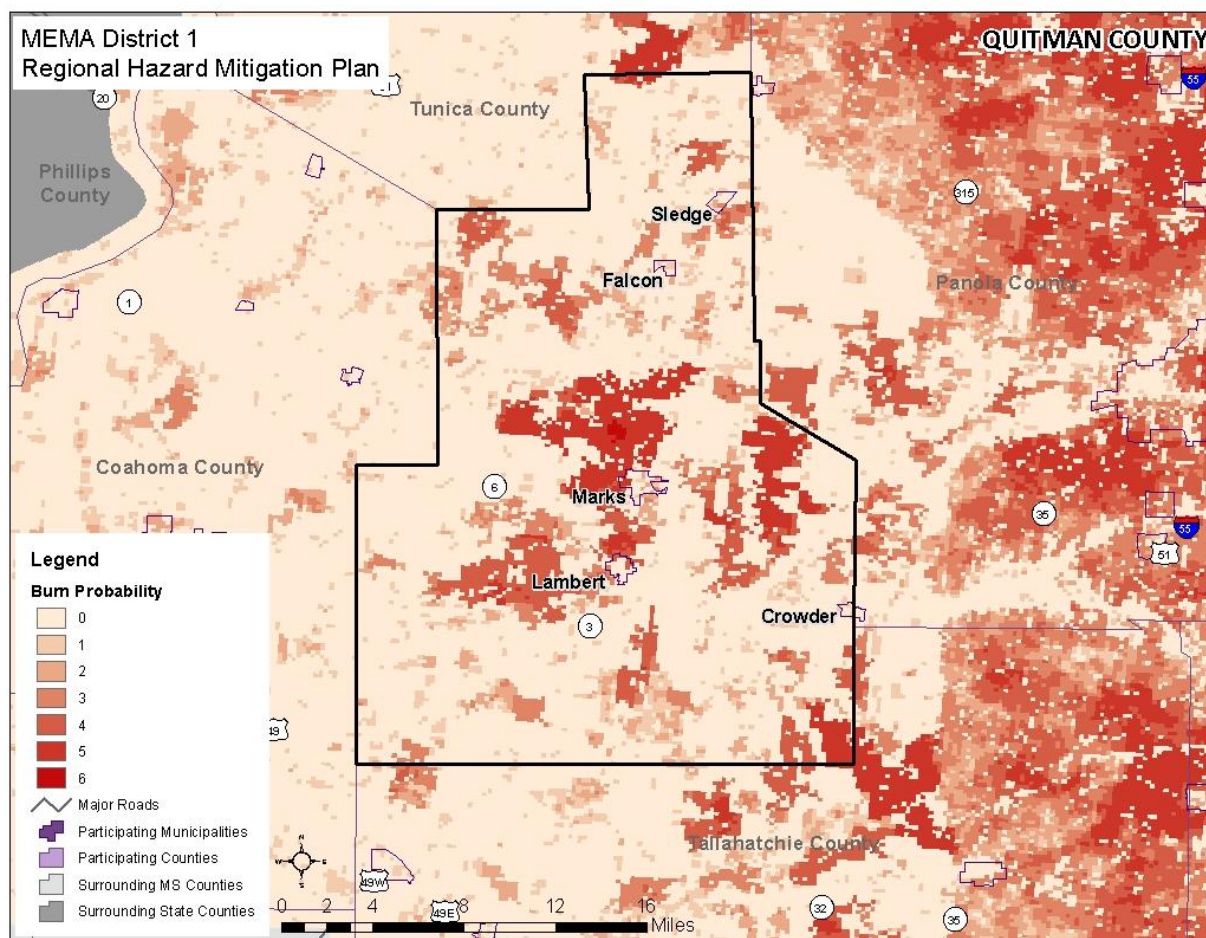 MEMA District 1
Regional Hazard Mitigation Plan
QUITMAN COUNTY
55
20
Tunica County
Phillips
County
315
Sledge
Falcon
Panola County
1
Coahoma County
6
Marks
35
55
51
Lambert
3
Crowder
49
Tallahatchie County
49W
49E
32
35
Legend
Burn Probability
0
1
2
3
4
5
6
Major Roads
Participating Municipalities
Participating Counties
Surrounding MS Counties
Surrounding State Counties
N
W
E
S
0 4 8 12 16
Miles